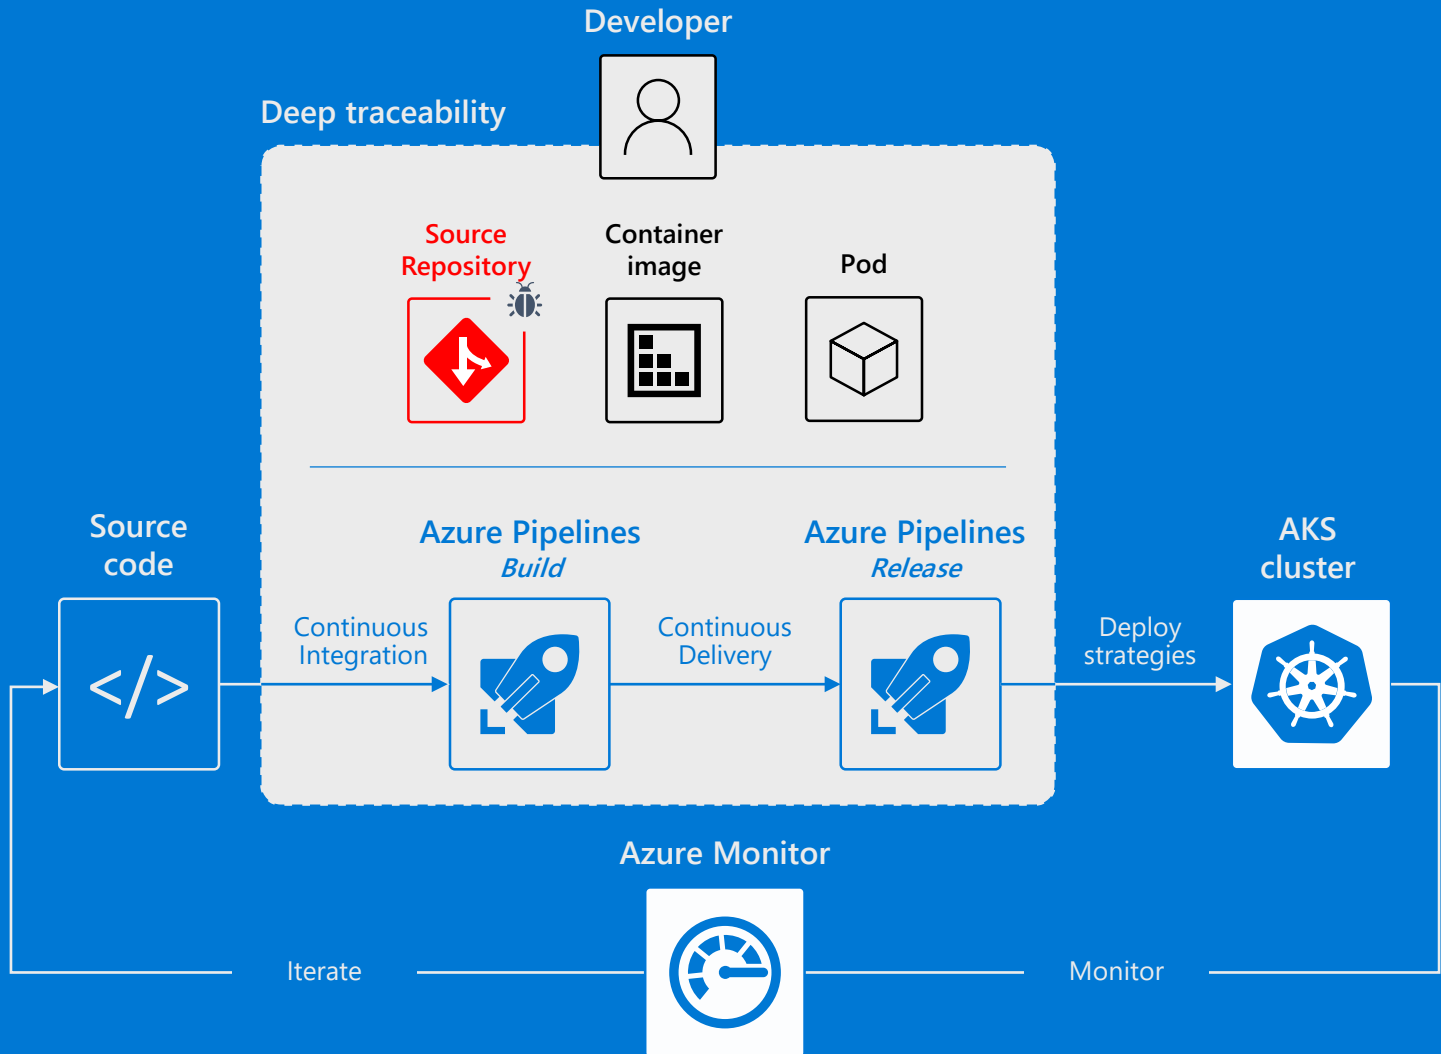 Developer
Deep traceability
Source
Repository
Container
image
Pod
Source
code
Azure Pipelines
Build
Azure Pipelines
Release
AKS
cluster
Continuous
Integration
Continuous
Delivery
Deploy
strategies
</>
Azure Monitor
Iterate
Monitor